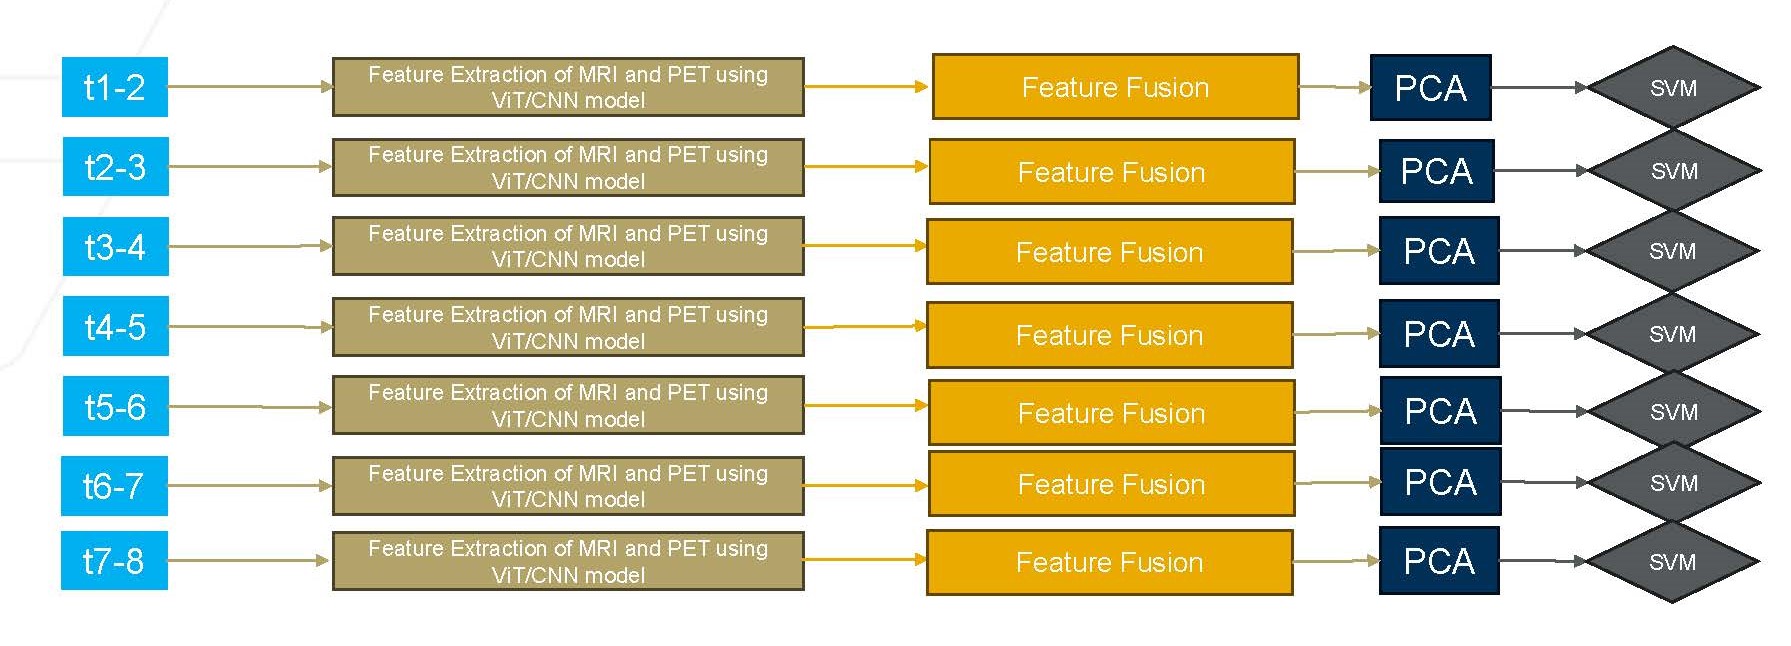 t1-2
Feature Extraction of MRI and PET using
ViT/CNN model
Feature Fusion
PCA
SVM
t2-3
Feature Extraction of MRI and PET using
ViT/CNN model
Feature Fusion
PCA
SVM
t3-4
Feature Extraction of MRI and PET using
ViT/CNN model
Feature Fusion
PCA
SVM
t4-5
Feature Extraction of MRI and PET using
ViT/CNN model
Feature Fusion
PCA
SVM
t5-6
Feature Extraction of MRI and PET using
ViT/CNN model
Feature Fusion
PCA
SVM
t6-7
Feature Extraction of MRI and PET using
ViT/CNN model
Feature Fusion
PCA
SVM
t7-8
Feature Extraction of MRI and PET using
ViT/CNN model
Feature Fusion
PCA
SVM